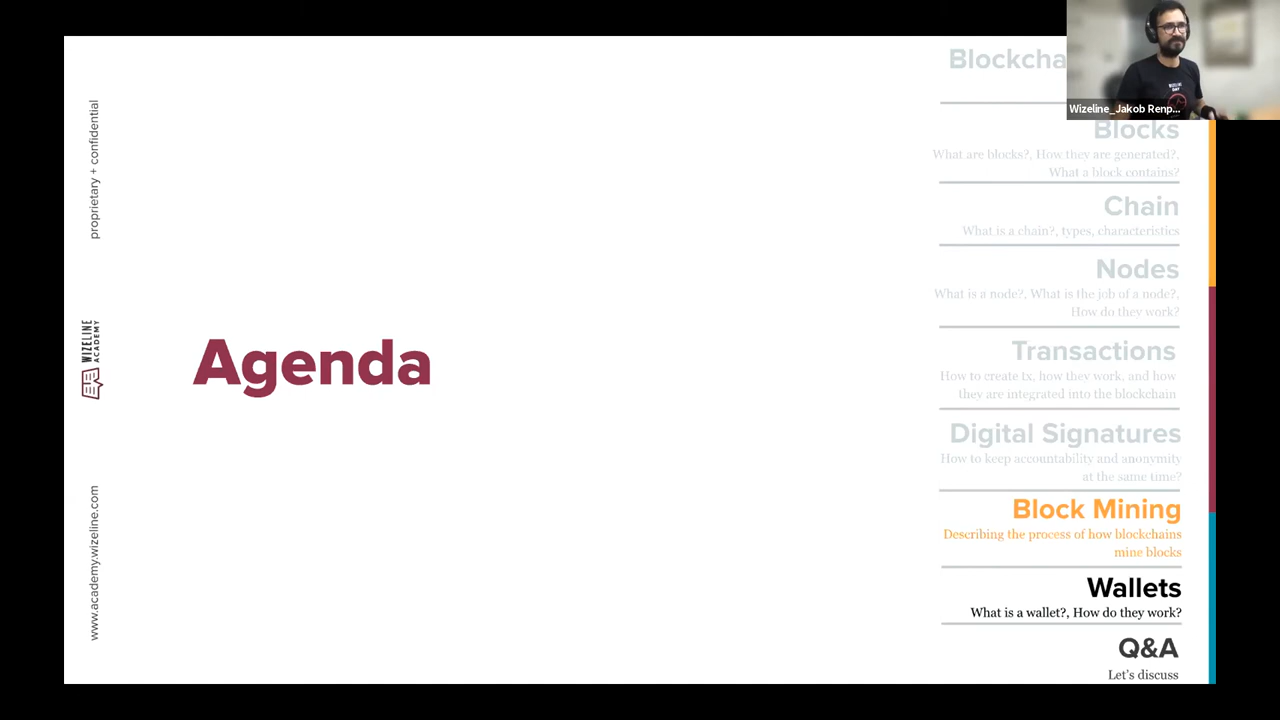 proprietary + confidential
WIZELINE
ACADEMY
www.academy.wizeline.com
Agenda
Blockcha
Blocks
What are blocks?, How they are generated?,
What a block contains?
Chain
What is a chain?, types, characteristics
Nodes
What is a node?, What is the job of a node?,
How do they work?
Transactions
How to create tx, how they work, and how
they are integrated into the blockchain
Digital Signatures
How to keep accountability and anonymity
at the same time?
Block Mining
Describing the process of how blockchains
mine blocks
Wallets
What is a wallet?, How do they work?
Q&A
Let's discuss
WIZELINE
Wizeline_Jakob Renp...